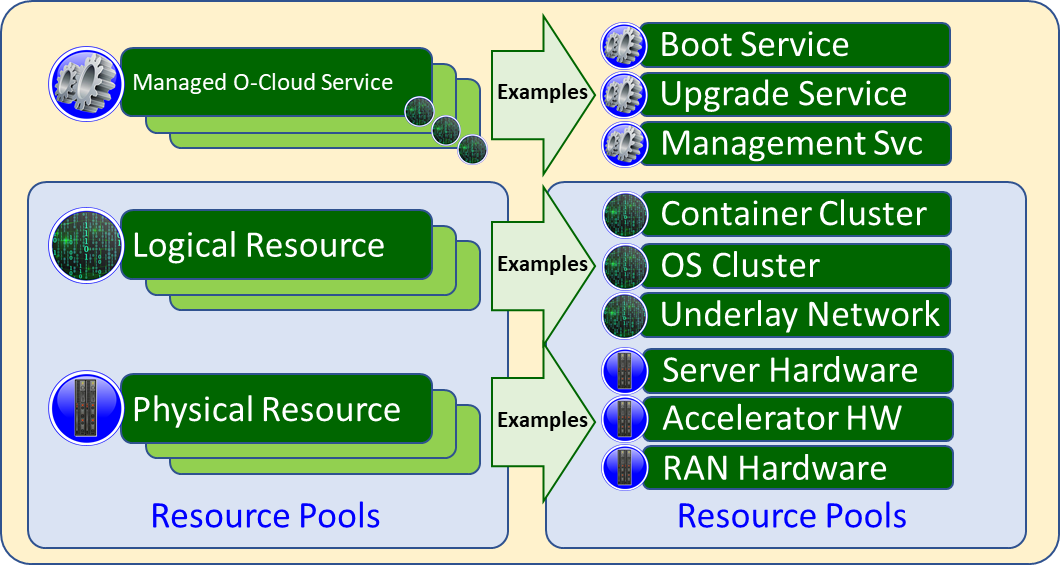 Managed O-Cloud Service
Examples
Boot Service
Upgrade Service
Management Svc
Logical Resource
Examples
Container Cluster
OS Cluster
Underlay Network
Physical Resource
Examples
Server Hardware
Accelerator HW
RAN Hardware
Resource Pools
Resource Pools